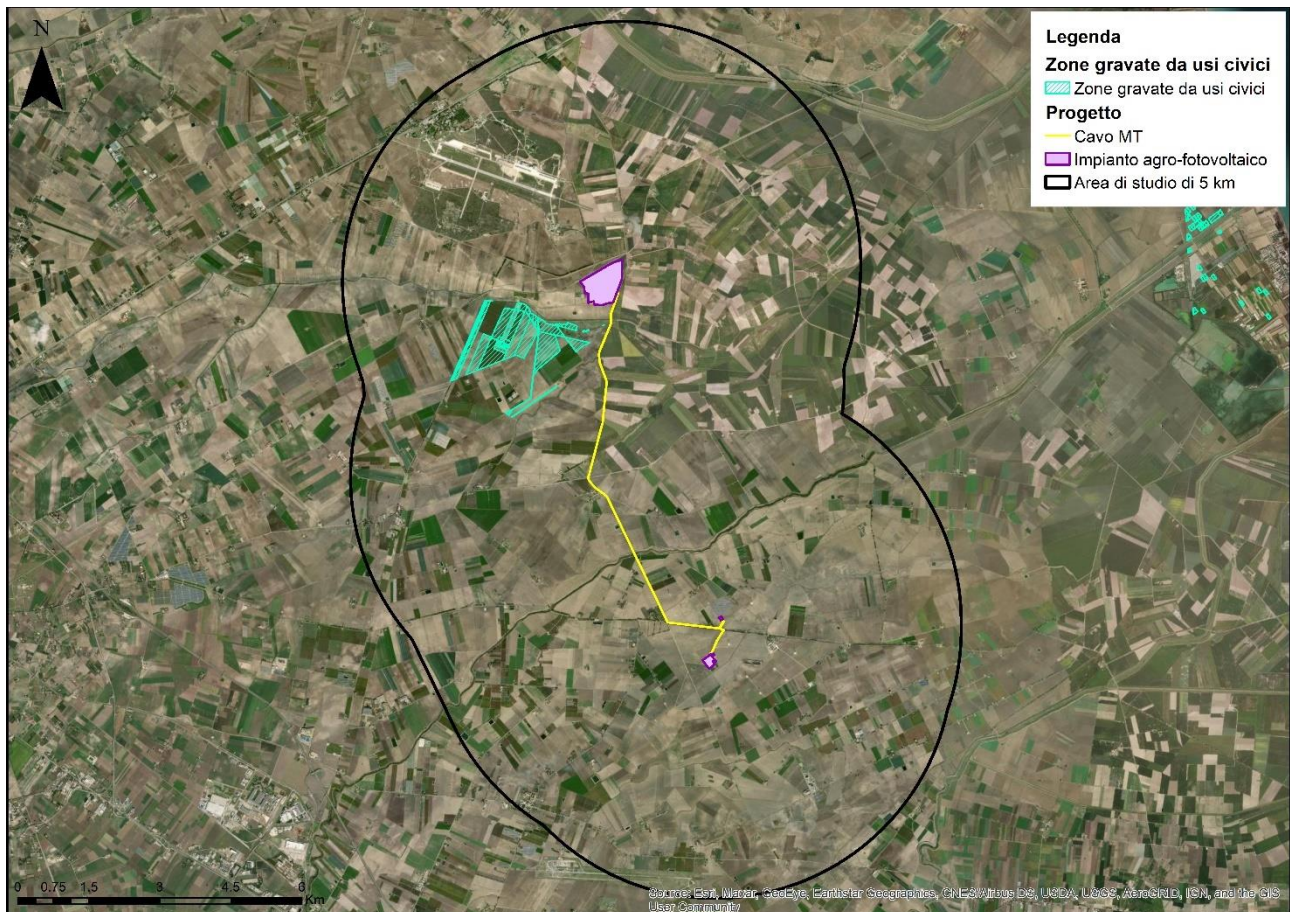 N
Legenda
Zone gravate da usi civici
Zone gravate da usi civici
Progetto
Cavo MT
Impianto agro-fotovoltaico
Area di studio di 5 km
0 0.75 1.5 3 4.5 6
Km
Source: Esri, Maxar, GeoEye, Earthstar Geographics, CNES/Airbus DS, USDA, USGS, AeroGRID, IGN, and the GIS
User Community